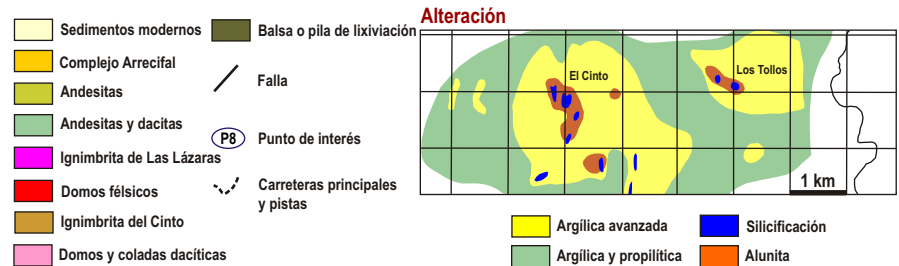 Sedimentos modernos
Complejo Arrecifal
Andesitas
Andesitas y dacitas
Ignimbrita de Las Lázaras
Domos félsicos
Ignimbrita del Cinto
Domos y coladas dacíticas
Balsa o pila de lixiviación
Falla
P8 Punto de interés
Carreteras principales
y pistas
Alteración
El Cinto
Los Tollos
1 km
Argílica avanzada
Silicificación
Argílica y propilítica
Alunita